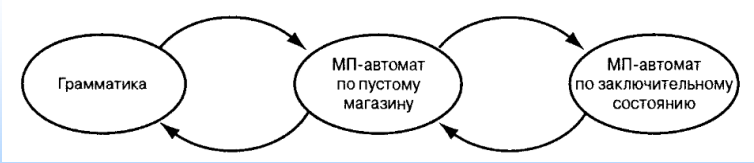 Грамматика
МП-автомат
по пустому
магазину
МП-автомат
по заключительному
состоянию